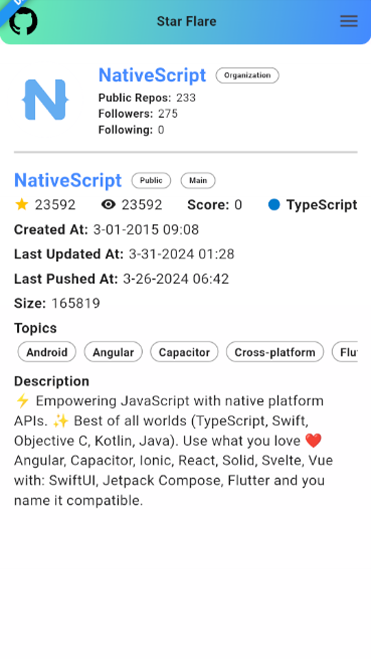 Star Flare
NativeScript Organization
Public Repos: 233
Followers: 275
Following: 0
NativeScript Public Main
23592 23592 Score: 0 TypeScript
Created At: 3-01-2015 09:08
Last Updated At: 3-31-2024 01:28
Last Pushed At: 3-26-2024 06:42
Size: 165819
Topics
Android Angular Capacitor Cross-platform Flu
Description
⚡ Empowering JavaScript with native platform
APIs. ✨ Best of all worlds (TypeScript, Swift,
Objective C, Kotlin, Java). Use what you love ❤️
Angular, Capacitor, Ionic, React, Solid, Svelte, Vue
with: SwiftUI, Jetpack Compose, Flutter and you
name it compatible.